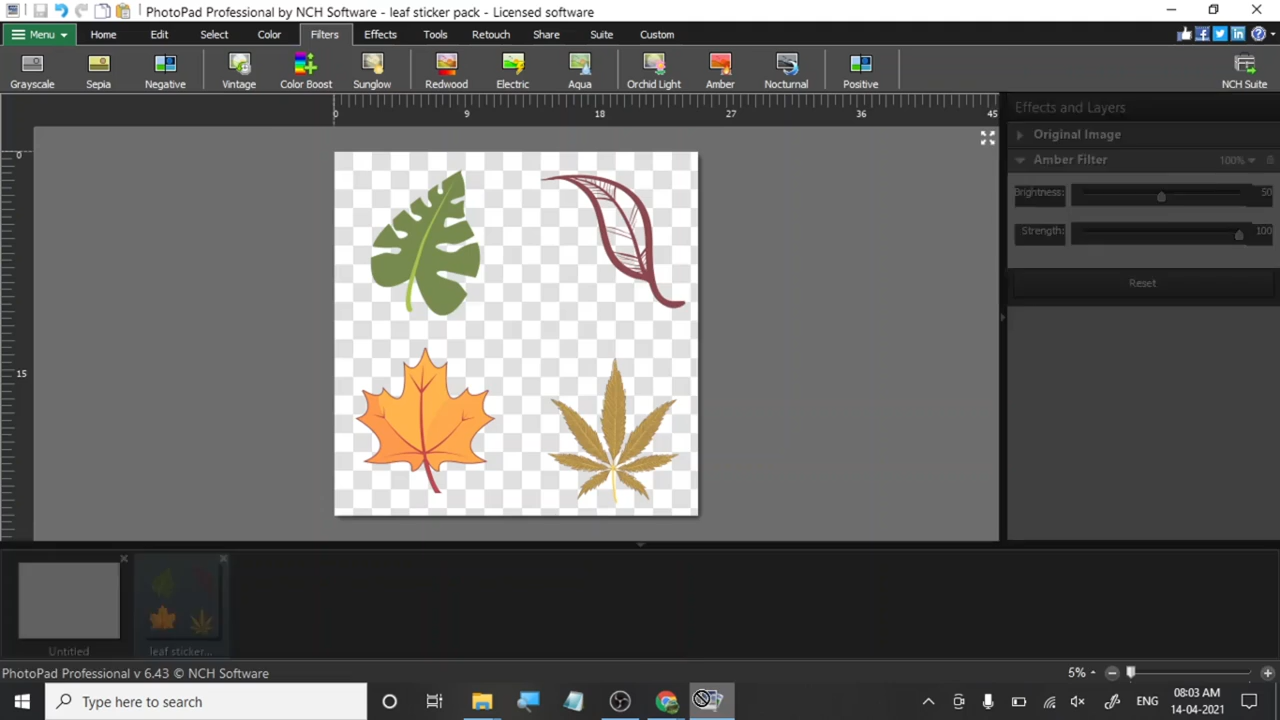 PhotoPad Professional by NCH Software - leaf sticker pack - Licensed software
Menu Home Edit Select Color Filters Effects Tools Retouch Share Suite Custom
Grayscale Sepia Negative Vintage Color Boost Sunglow Redwood Electric Aqua Orchid Light Amber Nocturnal Positive NCH Suite
0 9 18 27 36 45
Effects and Layers
Original Image
Amber Filter 100%
Brightness: 50
Strength: 100
Reset
0
15
Untitled
leaf sticker...
PhotoPad Professional v 6.43 © NCH Software
5%
Type here to search
ENG
08:03 AM
14-04-2021